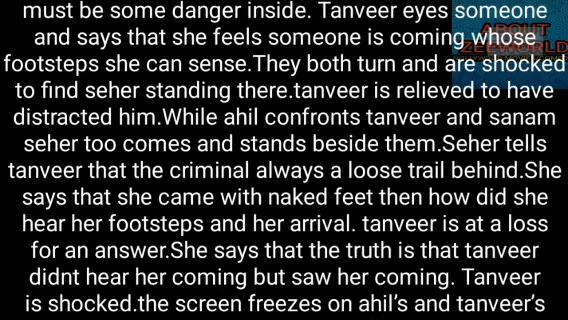 must be some danger inside. Tanveer eyes someone
and says that she feels someone is coming whose
footsteps she can sense.They both turn and are shocked
to find seher standing there.tanveer is relieved to have
distracted him.While ahil confronts tanveer and sanam
seher too comes and stands beside them.Seher tells
tanveer that the criminal always a loose trail behind.She
says that she came with naked feet then how did she
hear her footsteps and her arrival. tanveer is at a loss
for an answer.She says that the truth is that tanveer
didnt hear her coming but saw her coming. Tanveer
is shocked.the screen freezes on ahil’s and tanveer’s
ABOUT
ZEEWORLD